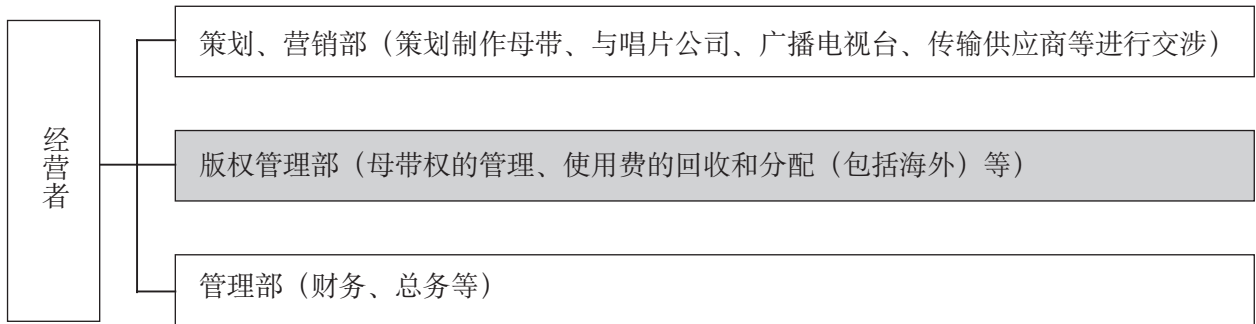 经营者
策划、营销部（策划制作母带、与唱片公司、广播电视台、传输供应商等进行交涉）
版权管理部（母带权的管理、使用费的回收和分配（包括海外）等）
管理部（财务、总务等）